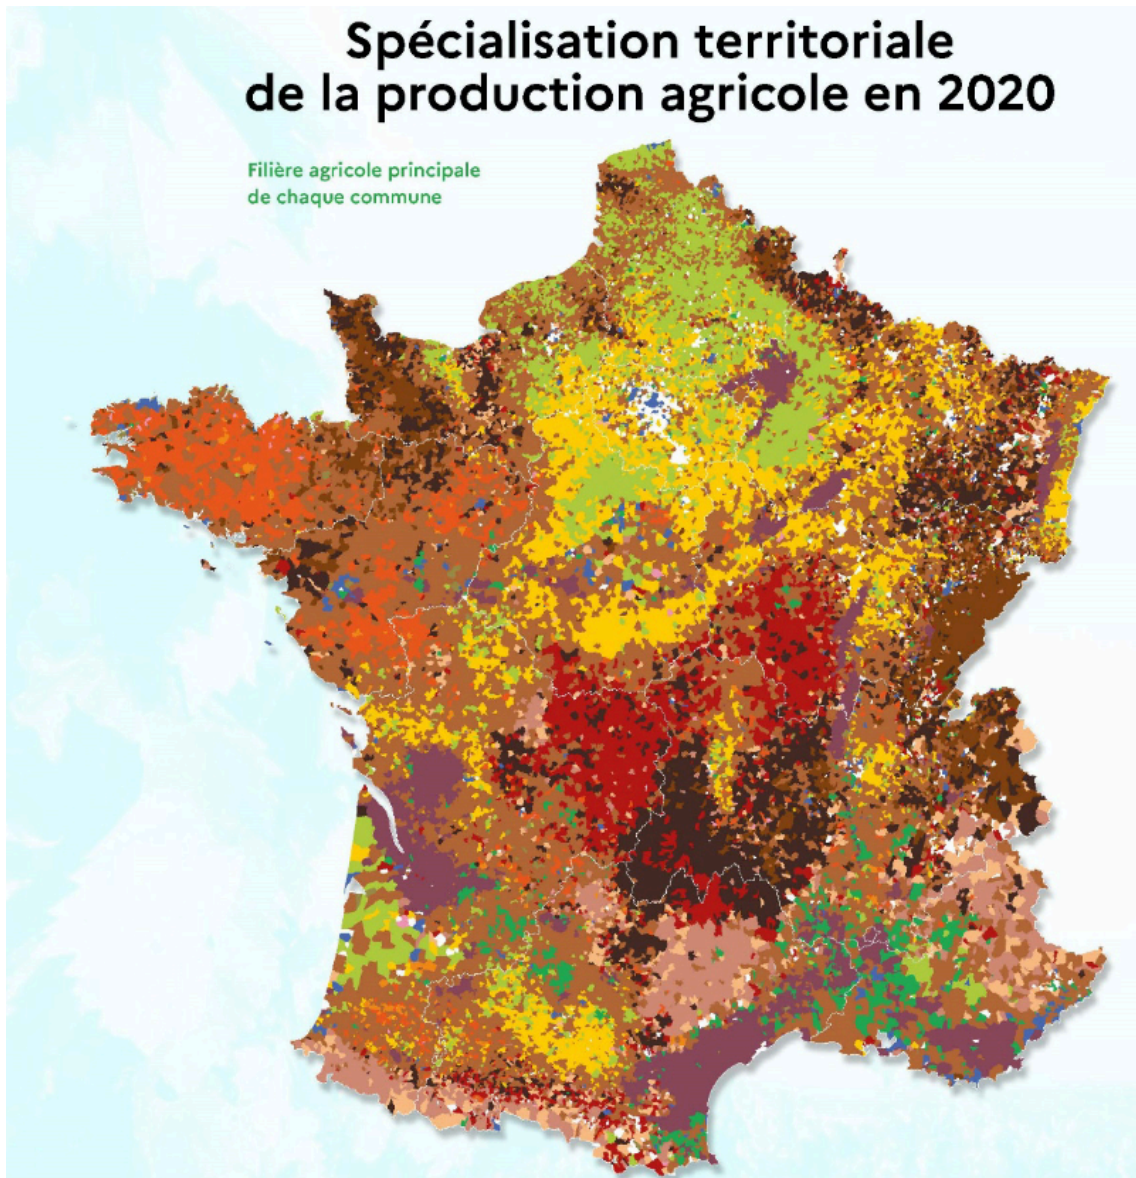 Spécialisation territoriale
de la production agricole en 2020
Filière agricole principale
de chaque commune